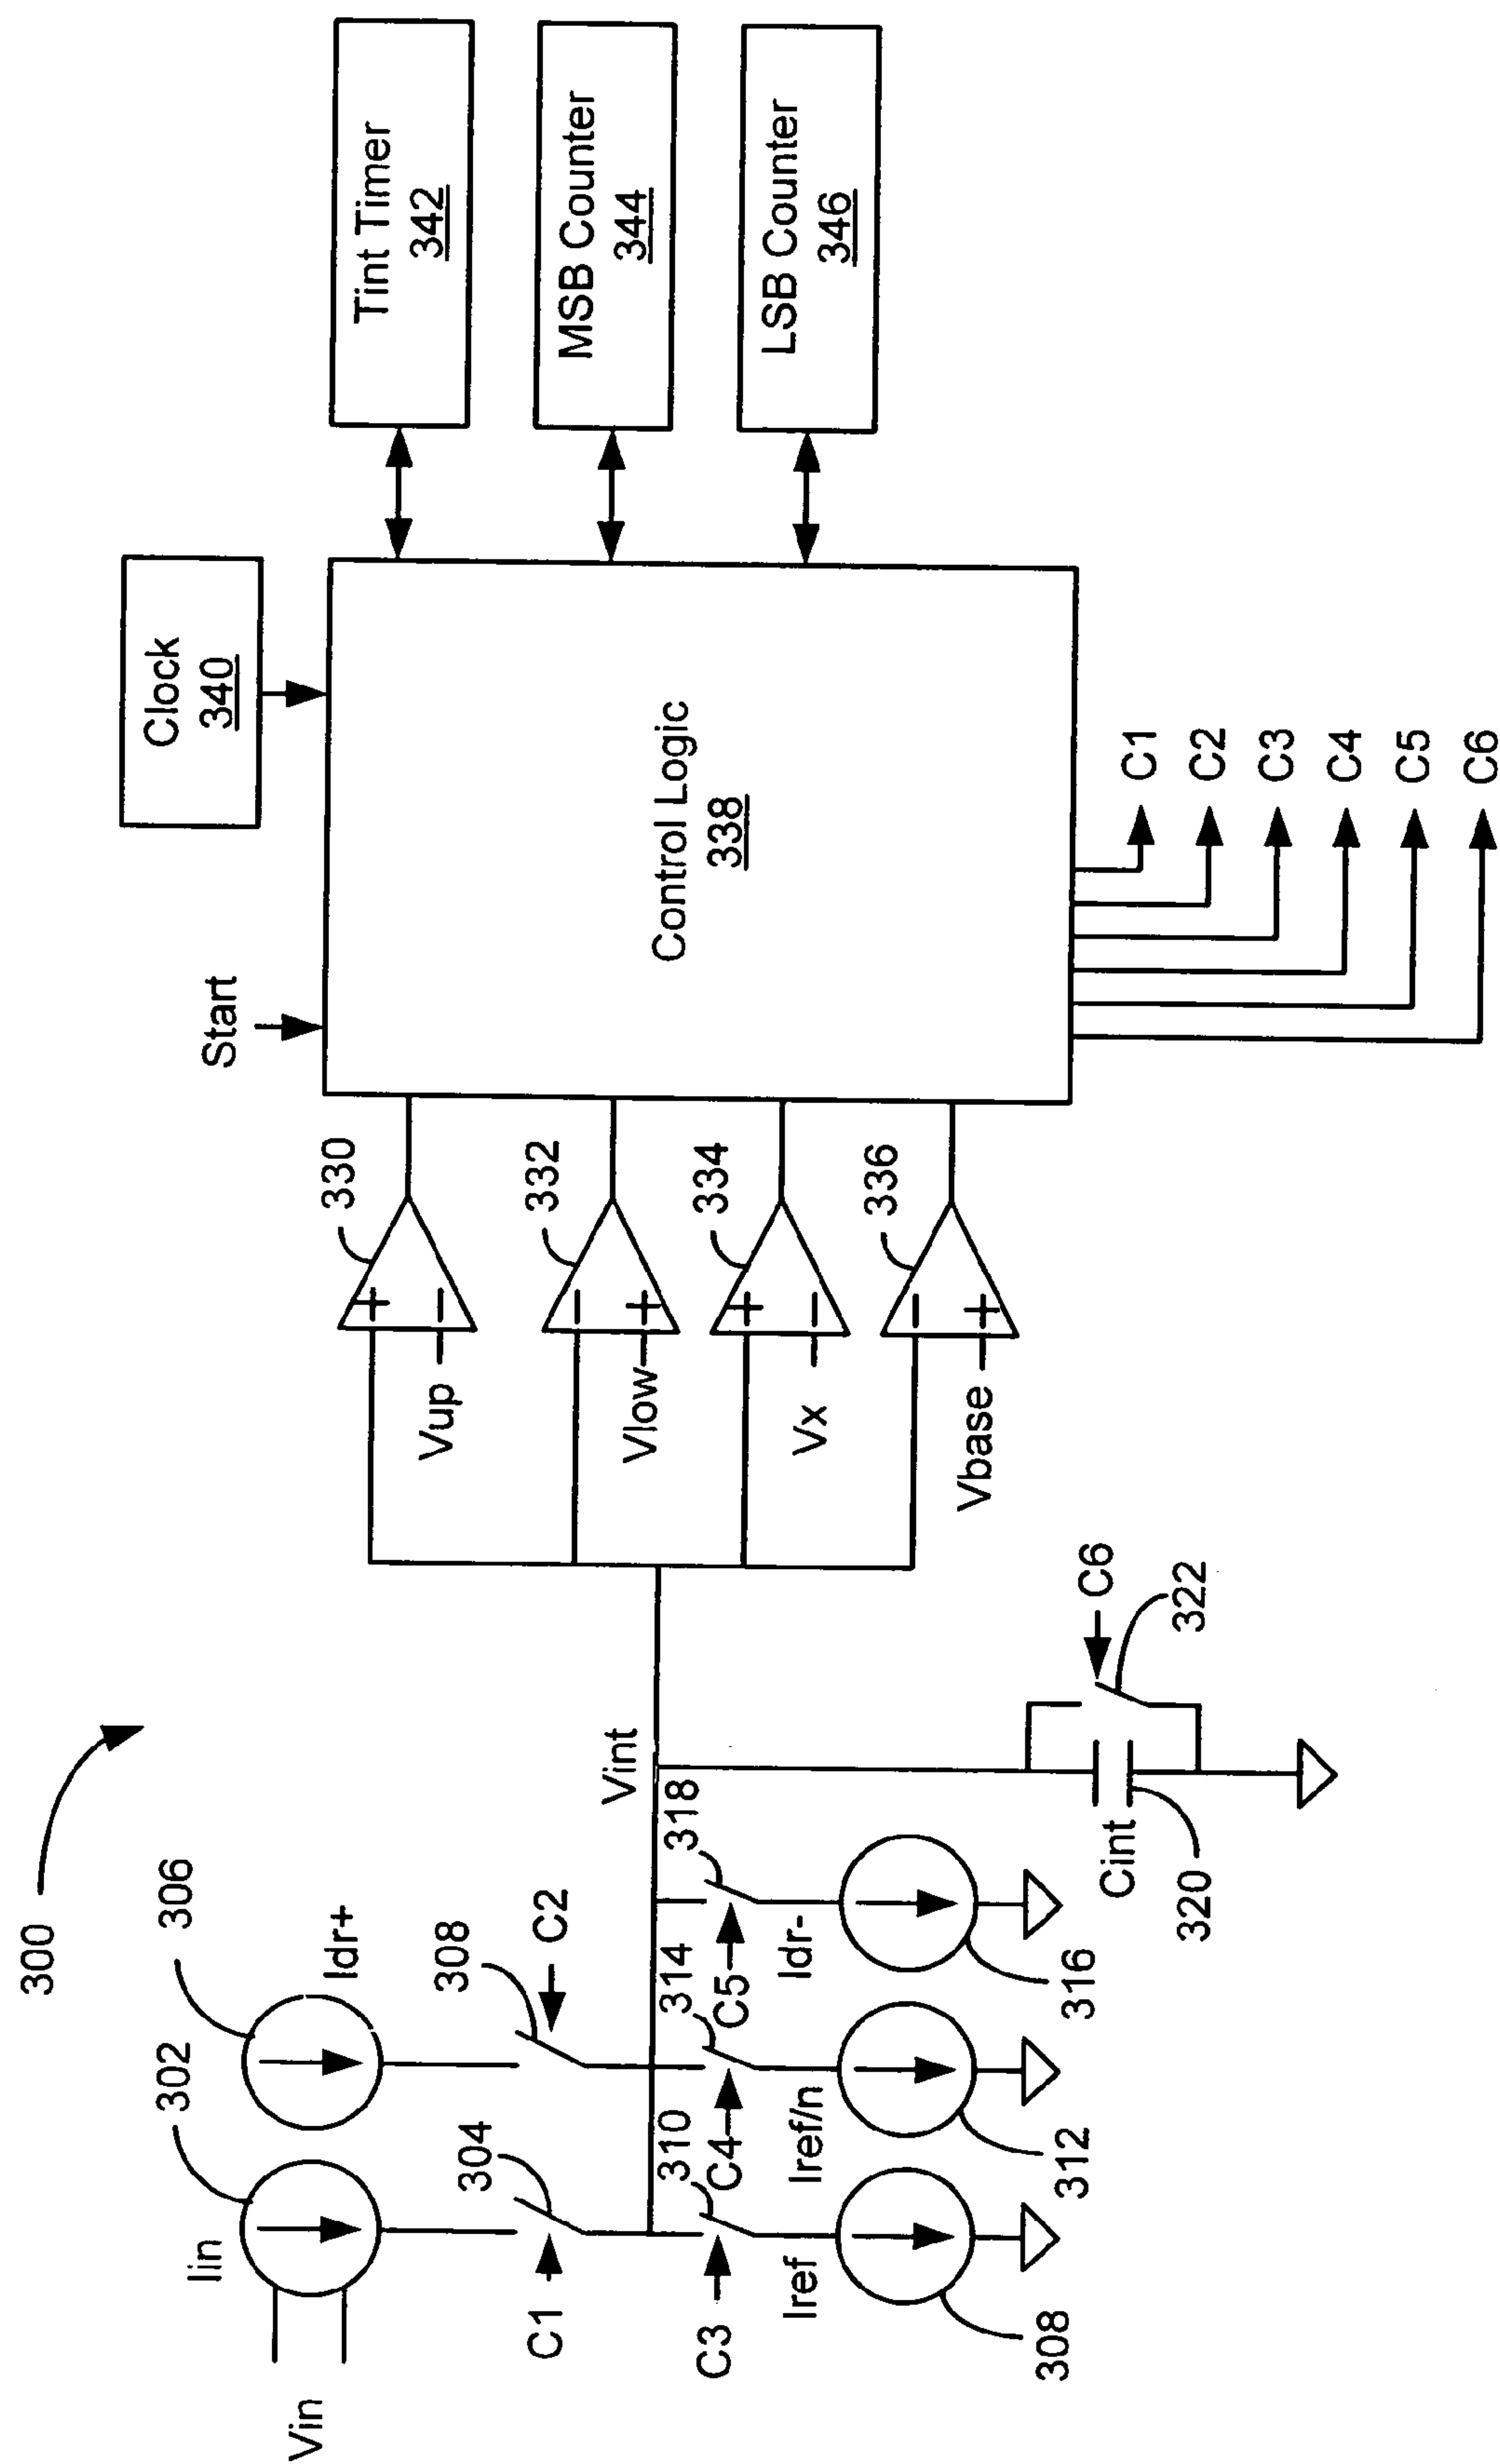 300
Vin
Iin
302
306
Idr+
C1
304
308
C2
C3
310
C4
314
C5
318
Iref
Iref/n
Idr-
308
312
316
Vint
Cint
320
C6
322
Vup
Vlow
Vx
Vbase
330
332
334
336
+
−
−
+
+
−
−
+
Start
Clock
340
Control Logic
338
C1
C2
C3
C4
C5
C6
Tint Timer
342
MSB Counter
344
LSB Counter
346